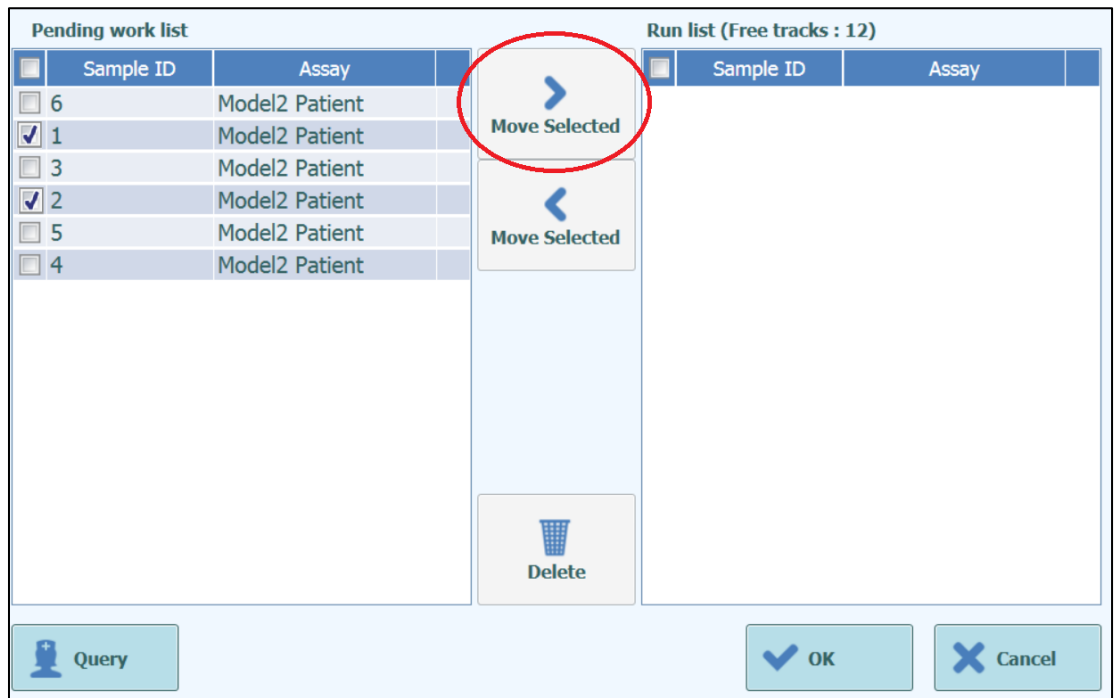 Pending work list
Run list (Free tracks : 12)
Sample ID Assay
Sample ID Assay
6 Model2 Patient
1 Model2 Patient
3 Model2 Patient
2 Model2 Patient
5 Model2 Patient
4 Model2 Patient
Move Selected
Move Selected
Delete
Query
OK
Cancel